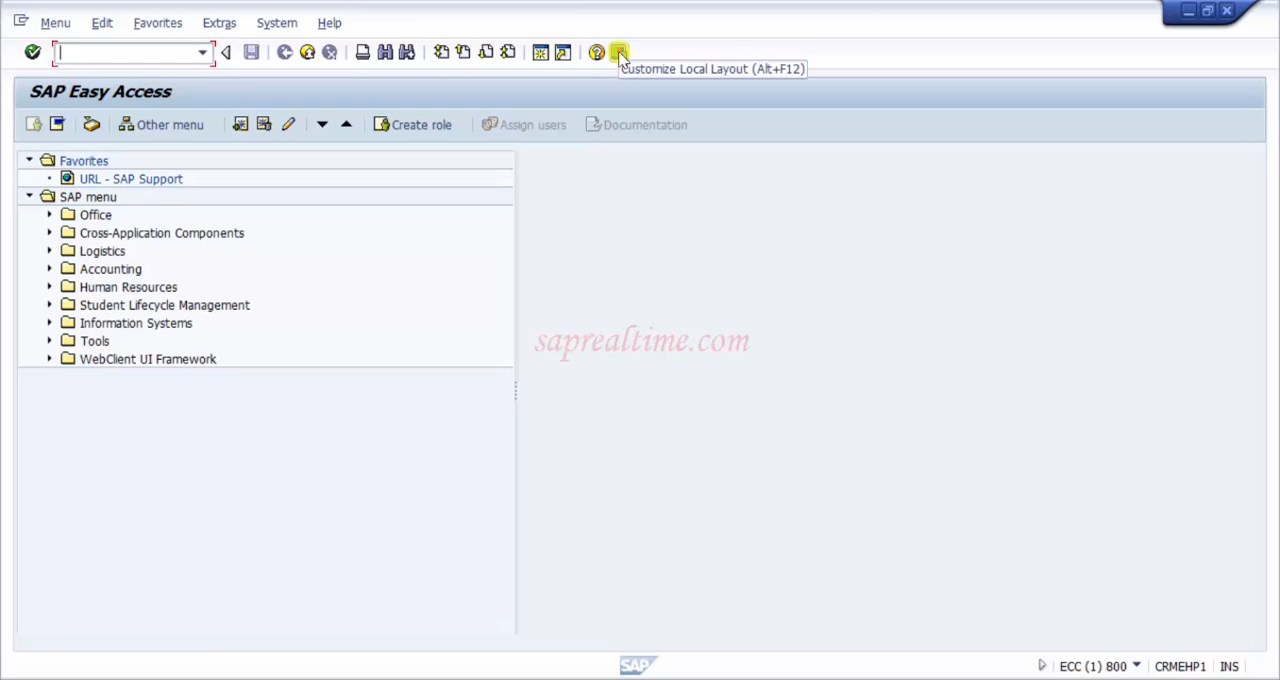 Menu Edit Favorites Extras System Help
Customize Local Layout (Alt+F12)
SAP Easy Access
Other menu Create role Assign users Documentation
Favorites
URL - SAP Support
SAP menu
Office
Cross-Application Components
Logistics
Accounting
Human Resources
Student Lifecycle Management
Information Systems
Tools
WebClient UI Framework
saprealtime.com
SAP ECC (1) 800 CRMEHP1 INS